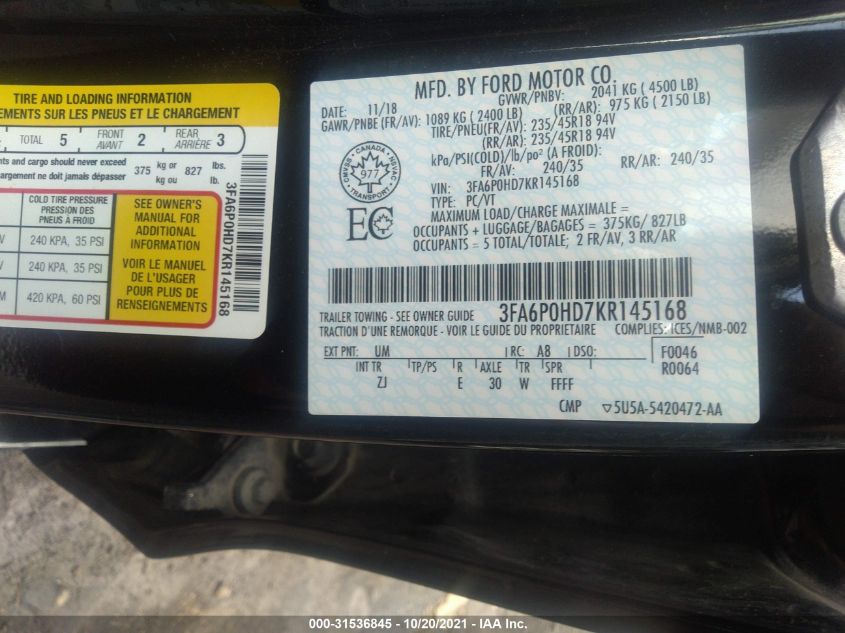 TIRE AND LOADING INFORMATION
EMENTS SUR LES PNEUS ET LE CHARGEMENT
TOTAL 5 FRONT AVANT 2 REAR ARRIÈRE 3
nts and cargo should never exceed 375 kg or 827 lbs.
argement ne doit jamais dépasser kg ou lb.
COLD TIRE PRESSURE
PRESSION DES
PNEUS À FROID
240 KPA, 35 PSI
240 KPA, 35 PSI
420 KPA, 60 PSI
SEE OWNER'S
MANUAL FOR
ADDITIONAL
INFORMATION
VOIR LE MANUEL
DE L'USAGER
POUR PLUS DE
RENSEIGNEMENTS
3FA6P0HD7KR145168
MFD. BY FORD MOTOR CO.
DATE: 11/18 GVWR/PNBV: 2041 KG ( 4500 LB)
GAWR/PNBE (FR/AV): 1089 KG ( 2400 LB) (RR/AR): 975 KG ( 2150 LB)
TIRE/PNEU(FR/AV): 235/45R18 94V
(RR/AR): 235/45R18 94V
kPa/PSI(COLD)/lb/po² (A FROID):
FR/AV: 240/35 RR/AR: 240/35
VIN: 3FA6P0HD7KR145168
TYPE: PC/VT
MAXIMUM LOAD/CHARGE MAXIMALE =
OCCUPANTS + LUGGAGE/BAGAGES = 375KG/ 827LB
OCCUPANTS = 5 TOTAL/TOTALE; 2 FR/AV, 3 RR/AR
CANADA
CMVSS NSVAC
977
TRANSPORT
EC
TRAILER TOWING - SEE OWNER GUIDE 3FA6P0HD7KR145168
TRACTION D'UNE REMORQUE - VOIR LE GUIDE DU PROPRIETAIRE COMPLIES: ICES/NMB-002
EXT PNT: UM RC: A8 DSO: F0046
INT TR TP/PS R AXLE TR SPR R0064
ZJ E 30 W FFFF
CMP ▽5U5A-5420472-AA
000-31536845 - 10/20/2021 - IAA Inc.